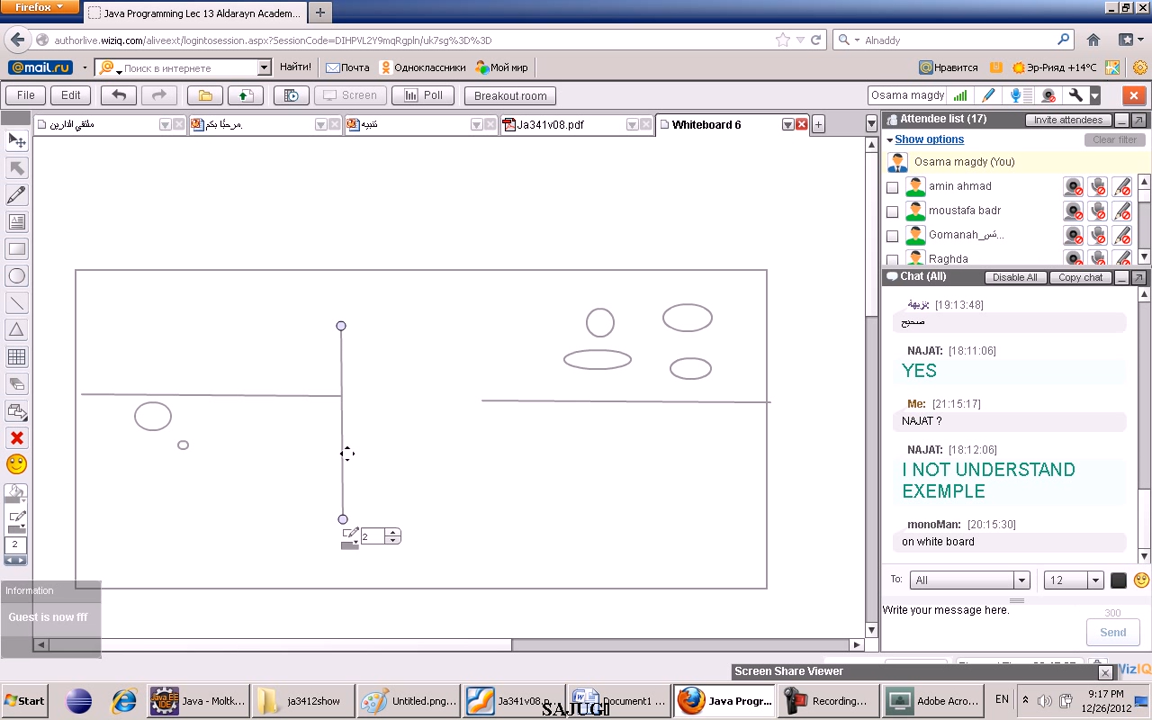 Firefox
Java Programming Lec 13 Aldarayn Academ...
authorlive.wiziq.com/aliveext/logintosession.aspx?SessionCode=DIHPVL2Y9mqRgpln/uk7sg%3D%3D
Alnaddy
@mail.ru
Поиск в интернете
Найти!
Почта
Одноклассники
Мой мир
Нравится
Эр-Рияд +14°C
File
Edit
Screen
Poll
Breakout room
Osama magdy
ملتقي الدارين
مرحبًا بكم.
تنبيه
Ja341v08.pdf
Whiteboard 6
Attendee list (17)
Invite attendees
Show options
Clear filter
Osama magdy (You)
amin ahmad
moustafa badr
Raghda
Chat (All)
Disable All
Copy chat
نزيهة: [19:13:48]
صحيح
NAJAT: [18:11:06]
YES
Me: [21:15:17]
NAJAT ?
NAJAT: [18:12:06]
I NOT UNDERSTAND
EXEMPLE
monoMan: [20:15:30]
on white board
To:
All
12
Write your message here.
300
Send
2
2
Information
Guest is now fff
Screen Share Viewer
WizIQ
Start
Java - Moltk...
ja3412show
Untitled.png...
Ja341v08.p...
Document1 ...
Java Progr...
Recording...
Adobe Acro...
EN
9:17 PM
12/26/2012